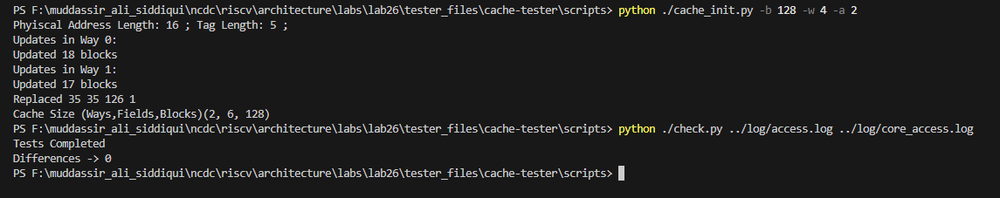 PS F:\muddassir_ali_siddiqui\ncdc\riscv\architecture\labs\lab26\tester_files\cache-tester\scripts> python ./cache_init.py -b 128 -w 4 -a 2
Phyiscal Address Length: 16 ; Tag Length: 5 ;
Updates in Way 0:
Updated 18 blocks
Updates in Way 1:
Updated 17 blocks
Replaced 35 35 126 1
Cache Size (Ways,Fields,Blocks)(2, 6, 128)
PS F:\muddassir_ali_siddiqui\ncdc\riscv\architecture\labs\lab26\tester_files\cache-tester\scripts> python ./check.py ../log/access.log ../log/core_access.log
Tests Completed
Differences -> 0
PS F:\muddassir_ali_siddiqui\ncdc\riscv\architecture\labs\lab26\tester_files\cache-tester\scripts>